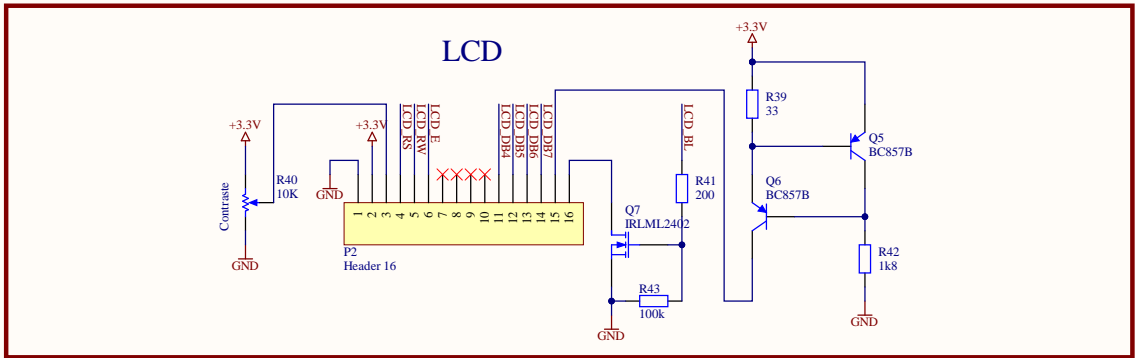 LCD
+3.3V
R39
33
Q5
BC857B
LCD_RS
LCD_RW
LCD_E
LCD_DB4
LCD_DB5
LCD_DB6
LCD_DB7
LCD_BL
+3.3V
+3.3V
Contraste
R40
10K
GND
GND
1
2
3
4
5
6
7
8
9
10
11
12
13
14
15
16
P2
Header 16
R41
200
Q7
IRLML2402
R43
100k
GND
Q6
BC857B
R42
1k8
GND